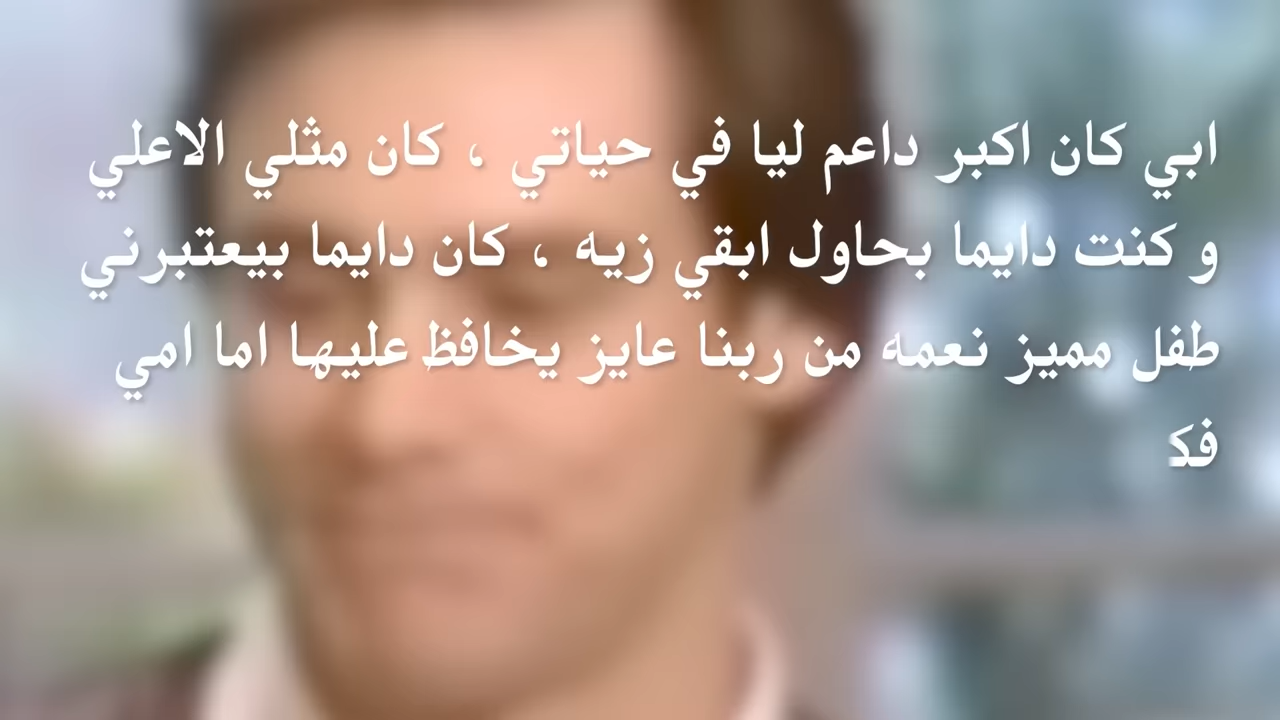 ابي كان اكبر داعم ليا في حياتي ، كان مثلي الاعلي
و كنت دايما بحاول ابقي زيه ، كان دايما بيعتبرني
طفل مميز نعمه من ربنا عايز يخافظ عليها اما امي
فك